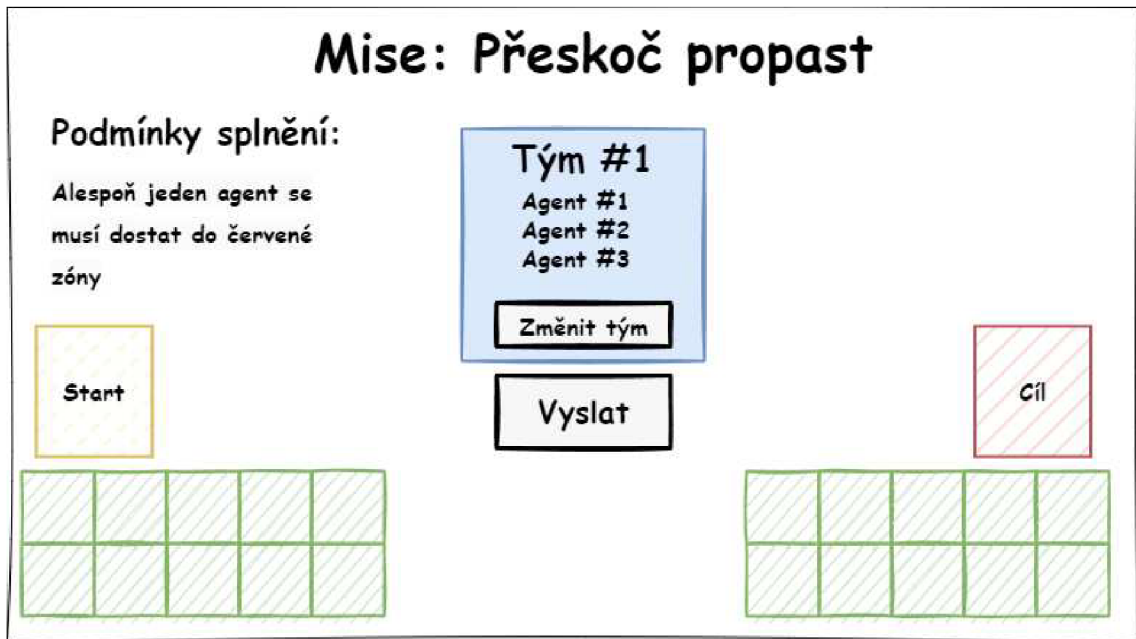 Mise: Přeskoč propast
Podmínky splnění:
Alespoň jeden agent se
musí dostat do červené
zóny
Tým #1
Agent #1
Agent #2
Agent #3
Změnit tým
Vyslat
Start
Cíl